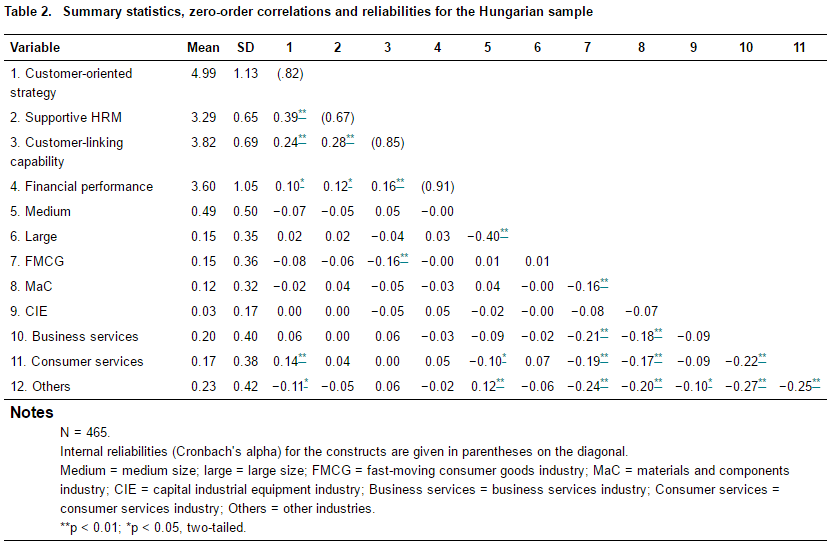 Table 2. Summary statistics, zero-order correlations and reliabilities for the Hungarian sample
Variable Mean SD 1 2 3 4 5 6 7 8 9 10 11
1. Customer-oriented strategy 4.99 1.13 (.82)
2. Supportive HRM 3.29 0.65 0.39** (0.67)
3. Customer-linking capability 3.82 0.69 0.24** 0.28** (0.85)
4. Financial performance 3.60 1.05 0.10* 0.12* 0.16** (0.91)
5. Medium 0.49 0.50 −0.07 −0.05 0.05 −0.00
6. Large 0.15 0.35 0.02 0.02 −0.04 0.03 −0.40**
7. FMCG 0.15 0.36 −0.08 −0.06 −0.16** −0.00 0.01 0.01
8. MaC 0.12 0.32 −0.02 0.04 −0.05 −0.03 0.04 −0.00 −0.16**
9. CIE 0.03 0.17 0.00 0.00 −0.05 0.05 −0.02 −0.00 −0.08 −0.07
10. Business services 0.20 0.40 0.06 0.00 0.06 −0.03 −0.09 −0.02 −0.21** −0.18** −0.09
11. Consumer services 0.17 0.38 0.14** 0.04 0.00 0.05 −0.10* 0.07 −0.19** −0.17** −0.09 −0.22**
12. Others 0.23 0.42 −0.11* −0.05 0.06 −0.02 0.12** −0.06 −0.24** −0.20** −0.10* −0.27** −0.25**
Notes
N = 465.
Internal reliabilities (Cronbach's alpha) for the constructs are given in parentheses on the diagonal.
Medium = medium size; large = large size; FMCG = fast-moving consumer goods industry; MaC = materials and components
industry; CIE = capital industrial equipment industry; Business services = business services industry; Consumer services =
consumer services industry; Others = other industries.
**p < 0.01; *p < 0.05, two-tailed.